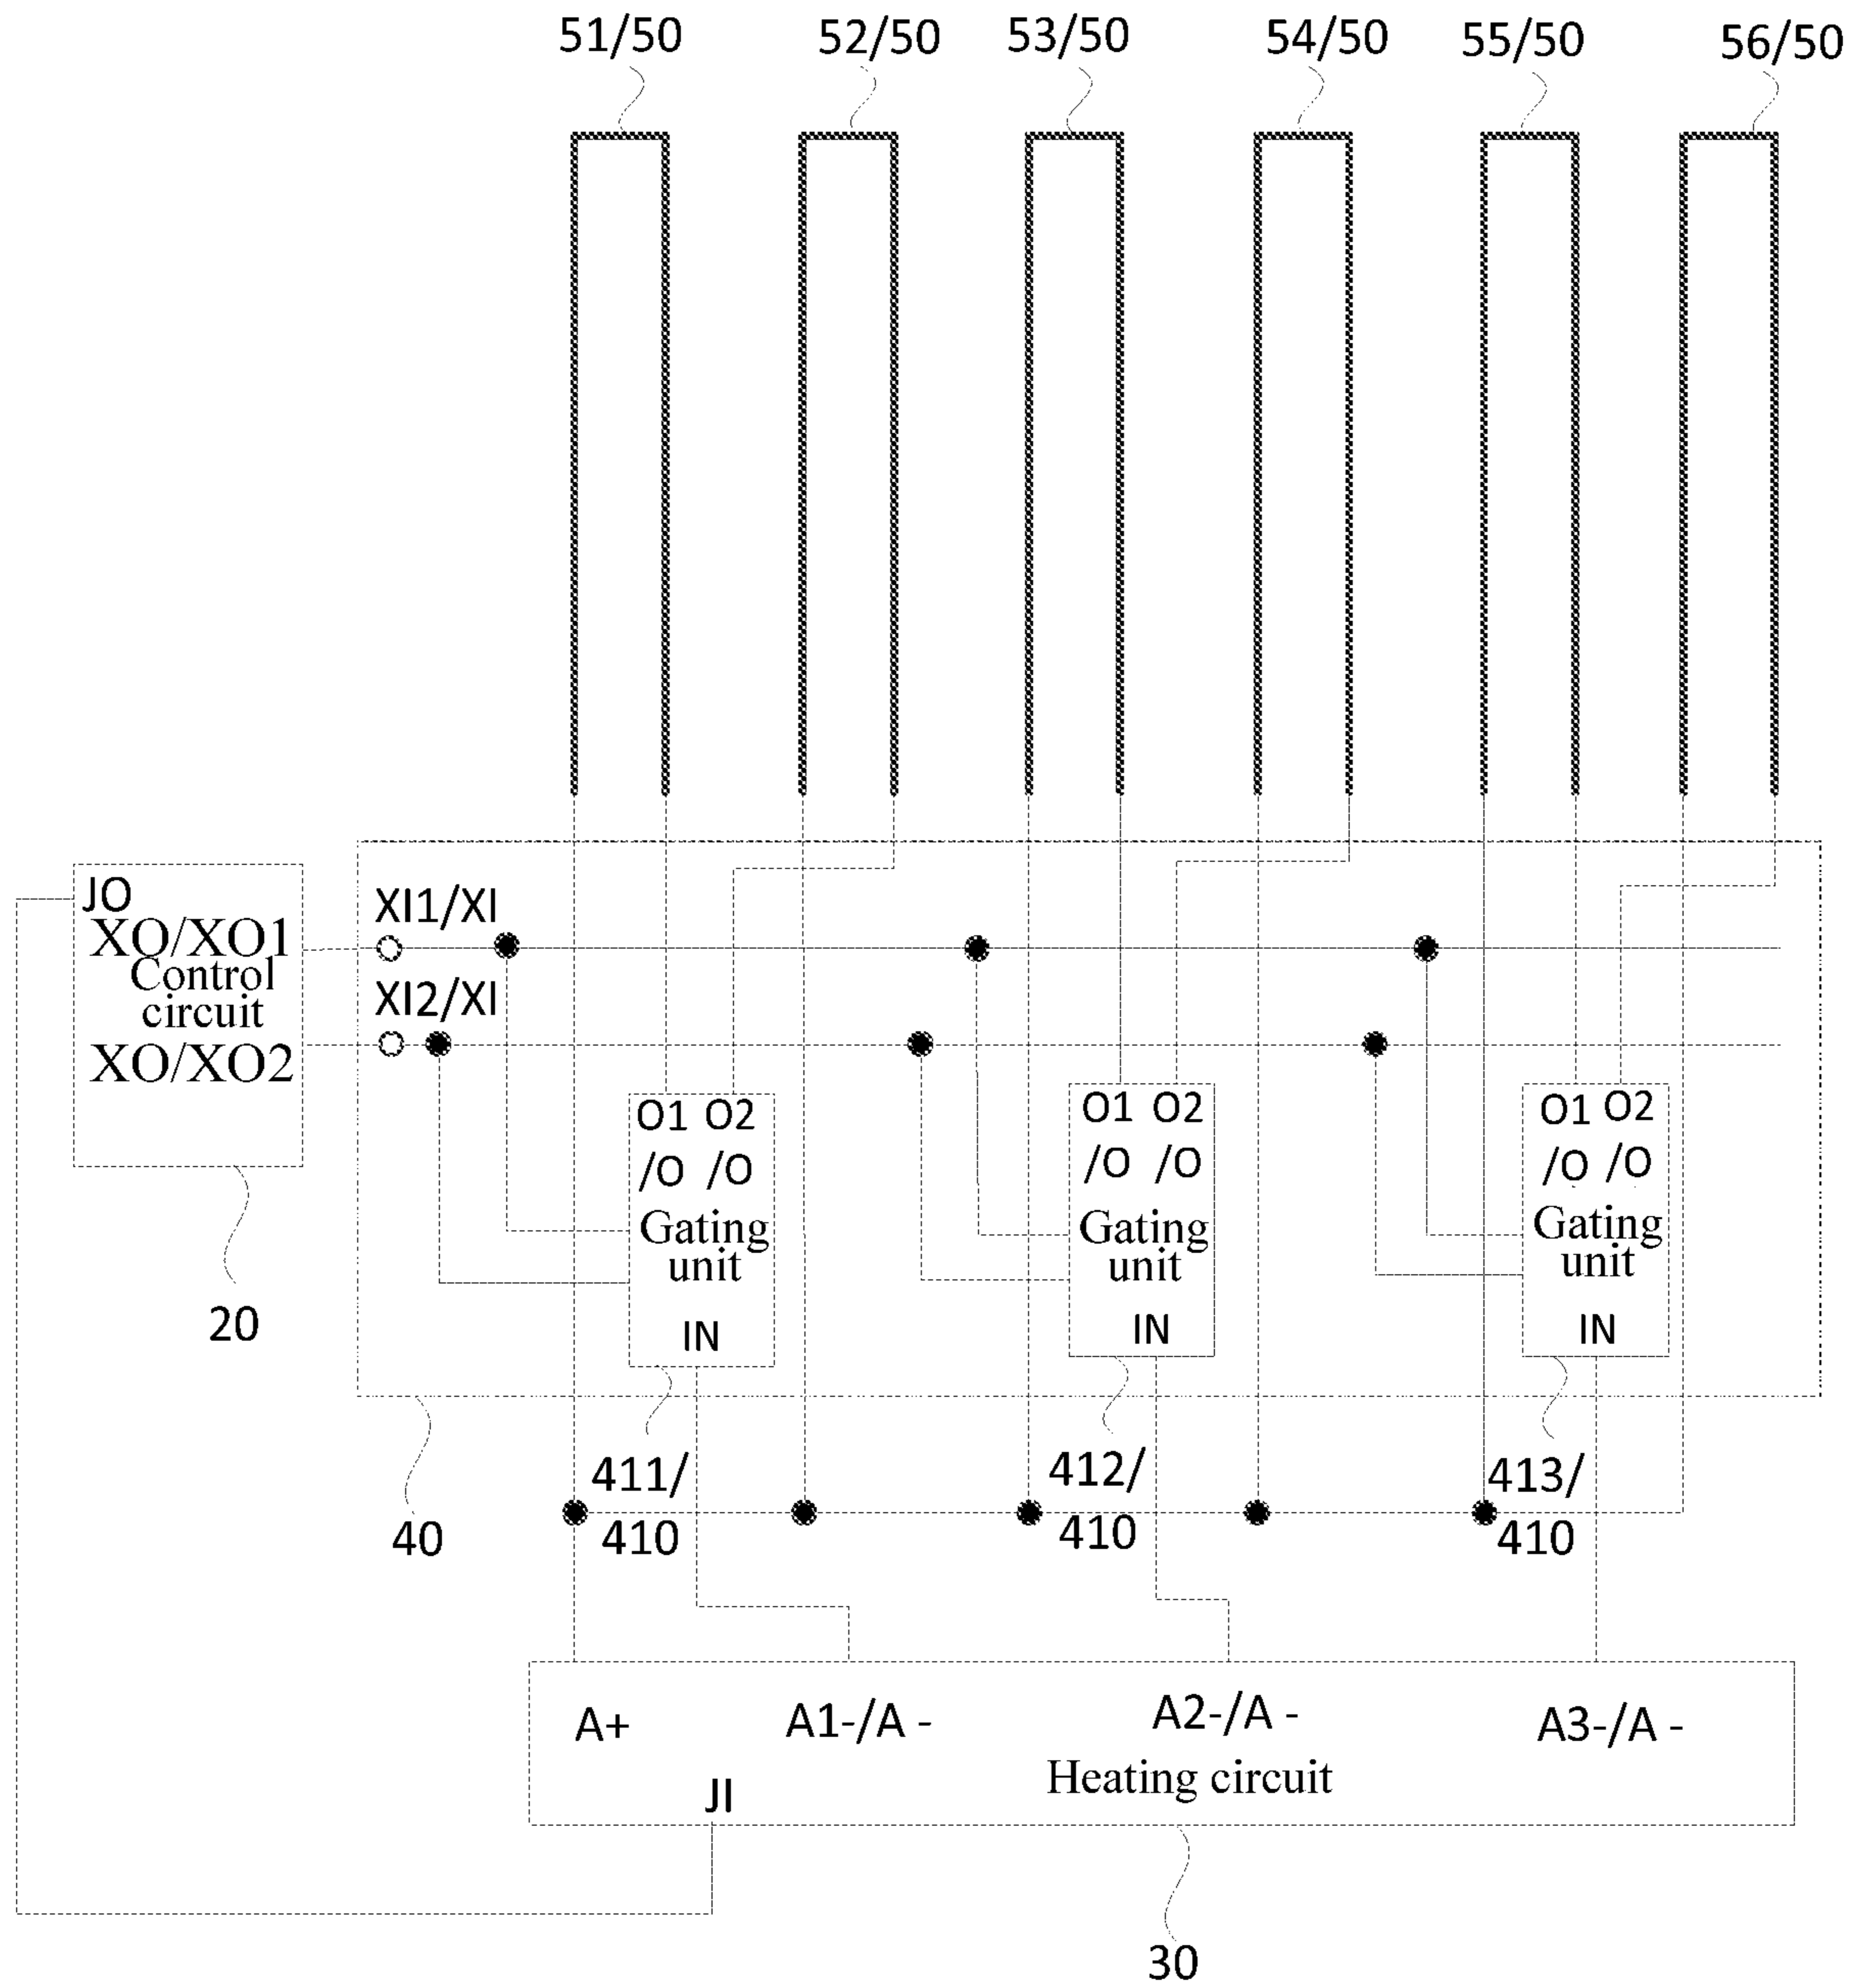 51/50 52/50 53/50 54/50 55/50 56/50
JO
XO/XO1
Control
circuit
XO/XO2
XI1/XI
XI2/XI
O1 O2
/O /O
Gating
unit
IN
O1 O2
/O /O
Gating
unit
IN
O1 O2
/O /O
Gating
unit
IN
20
40
411/
410
412/
410
413/
410
A+ A1-/A - A2-/A - A3-/A -
Heating circuit
JI
30